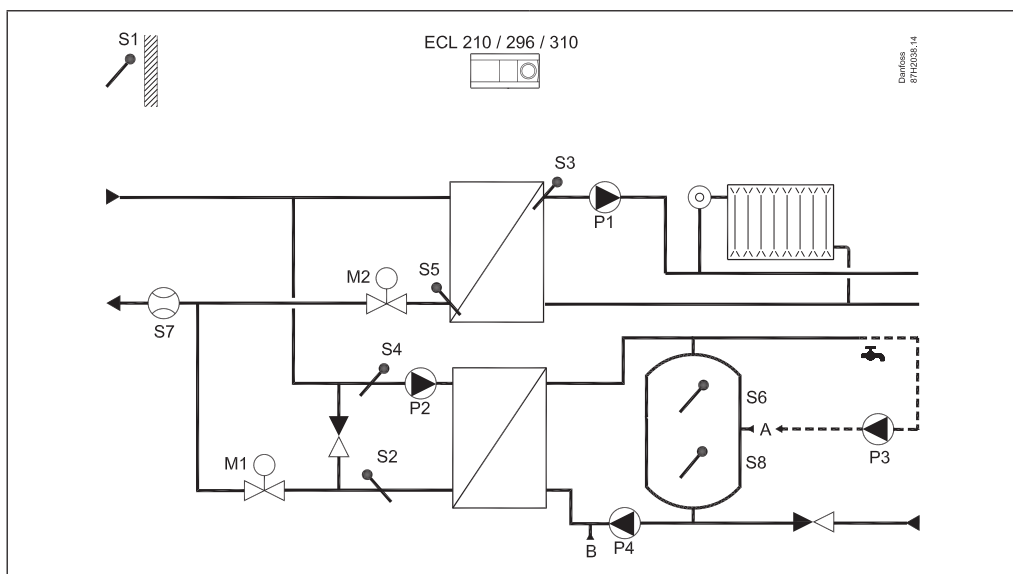 S1
ECL 210 / 296 / 310
Danfoss
87H2038.14
S3
P1
M2
S5
S7
S4
P2
S6
A
S8
P3
M1
S2
B
P4